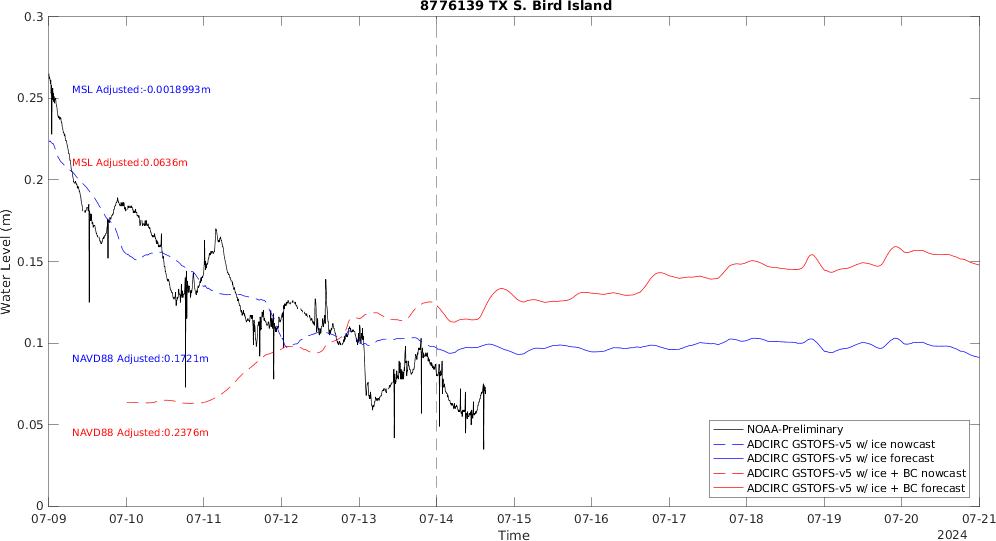 8776139 TX S. Bird Island
0.3
0.25
0.2
0.15
0.1
0.05
0
Water Level (m)
MSL Adjusted:-0.0018993m
MSL Adjusted:0.0636m
NAVD88 Adjusted:0.1721m
NAVD88 Adjusted:0.2376m
NOAA-Preliminary
ADCIRC GSTOFS-v5 w/ ice nowcast
ADCIRC GSTOFS-v5 w/ ice forecast
ADCIRC GSTOFS-v5 w/ ice + BC nowcast
ADCIRC GSTOFS-v5 w/ ice + BC forecast
07-09 07-10 07-11 07-12 07-13 07-14 07-15 07-16 07-17 07-18 07-19 07-20 07-21
Time
2024